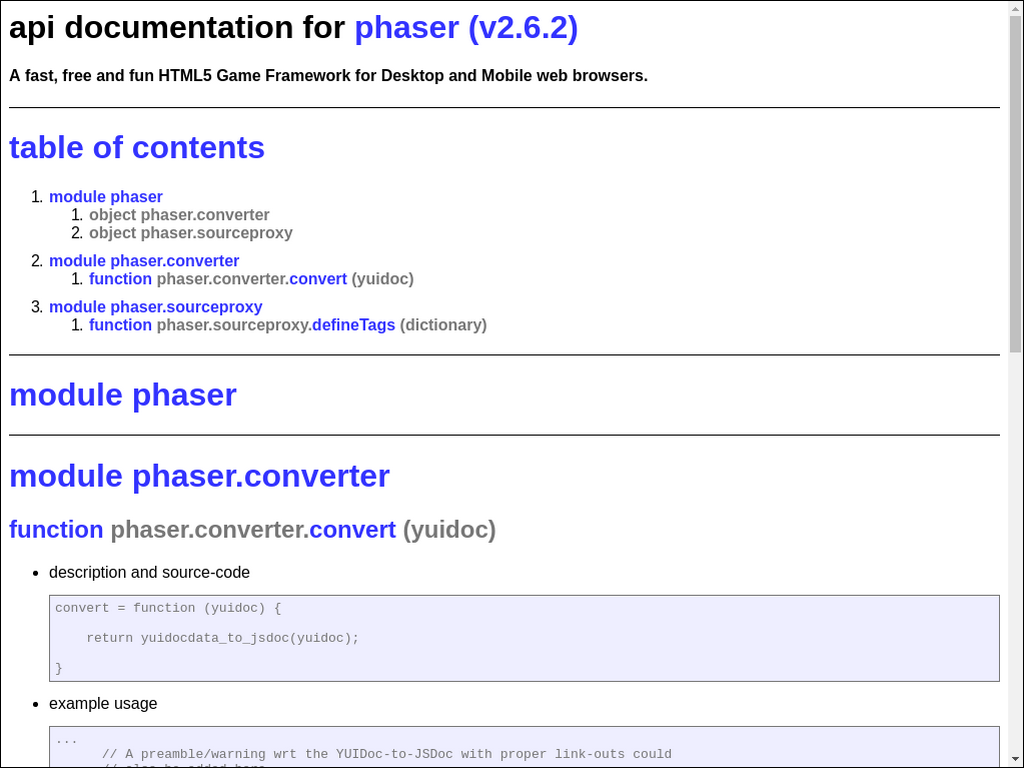 api documentation for phaser (v2.6.2)
A fast, free and fun HTML5 Game Framework for Desktop and Mobile web browsers.
table of contents
1. module phaser
1. object phaser.converter
2. object phaser.sourceproxy
2. module phaser.converter
1. function phaser.converter.convert (yuidoc)
3. module phaser.sourceproxy
1. function phaser.sourceproxy.defineTags (dictionary)
module phaser
module phaser.converter
function phaser.converter.convert (yuidoc)
• description and source-code
convert = function (yuidoc) {
    return yuidocdata_to_jsdoc(yuidoc);
}
• example usage
...
// A preamble/warning wrt the YUIDoc-to-JSDoc with proper link-outs could
// also be added here